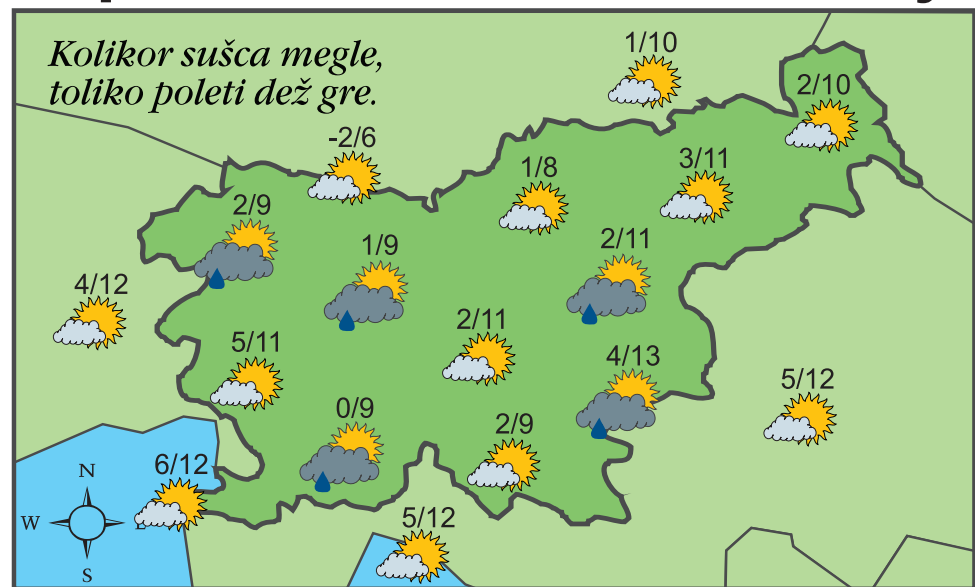 Kolikor sušca megle,
toliko poleti dež gre.
1/10
2/10
-2/6
1/8
3/11
2/9
1/9
2/11
4/12
5/11
2/11
4/13
5/12
0/9
2/9
6/12
5/12
N
W
E
S